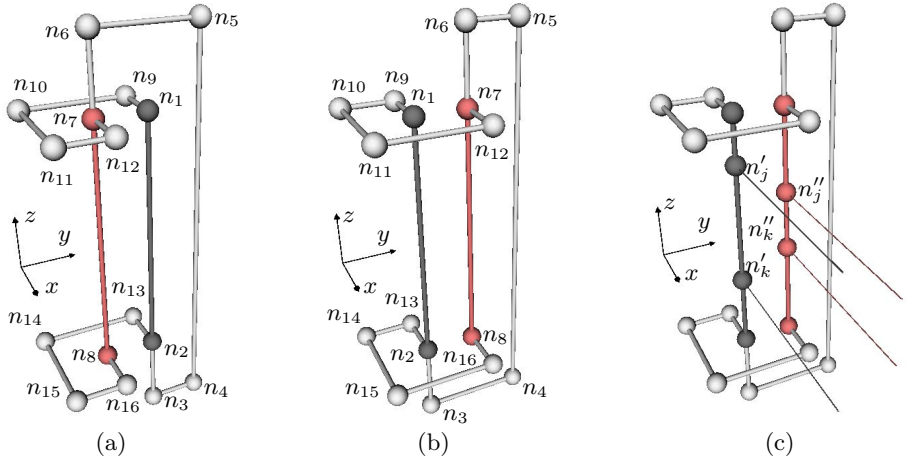 n₆ n₅
n₁₀ n₉ n₁
n₇
n₁₁ n₁₂
z
y
x
n₁₃
n₁₄
n₈ n₂
n₁₅ n₁₆ n₃ n₄
(a)
n₆ n₅
n₁₀ n₉ n₁ n₇
n₁₁ n₁₂
z
y
x
n₁₃
n₁₄
n₂ n₁₆ n₈
n₁₅ n₃ n₄
(b)
n′ⱼ n″ⱼ
n″ₖ
n′ₖ
z
y
x
(c)